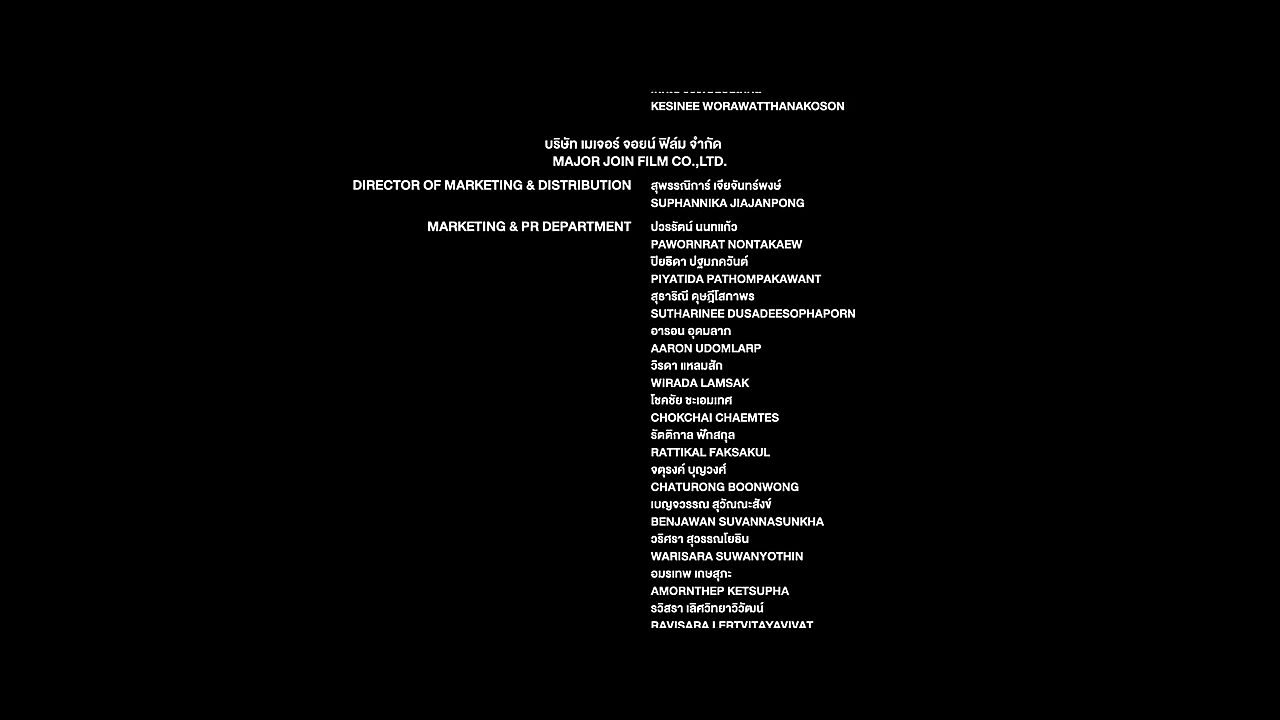 KESINEE WORAWATTHANAKOSON
บริษัท เมเจอร์ จอยน์ ฟิล์ม จำกัด
MAJOR JOIN FILM CO.,LTD.
DIRECTOR OF MARKETING & DISTRIBUTION สุพรรณิการ์ เจียจันทร์พงษ์
SUPHANNIKA JIAJANPONG
MARKETING & PR DEPARTMENT ปวรรัตน์ นนทแก้ว
PAWORNRAT NONTAKAEW
ปิยธิดา ปฐมภควันต์
PIYATIDA PATHOMPAKAWANT
สุธาริณี ดุษฎีโสภาพร
SUTHARINEE DUSADEESOPHAPORN
อารอน อุดมลาภ
AARON UDOMLARP
วิรดา แหลมสัก
WIRADA LAMSAK
โชคชัย ชะเอมเทศ
CHOKCHAI CHAEMTES
รัตติกาล ฟักสกุล
RATTIKAL FAKSAKUL
จตุรงค์ บุญวงศ์
CHATURONG BOONWONG
เบญจวรรณ สุวัณณะสังข์
BENJAWAN SUVANNASUNKHA
วริศรา สุวรรณโยธิน
WARISARA SUWANYOTHIN
อมรเทพ เกษสุภะ
AMORNTHEP KETSUPHA
รวิสรา เลิศวิทยาวิวัฒน์
RAVISARA LERTVITAYAVIVAT